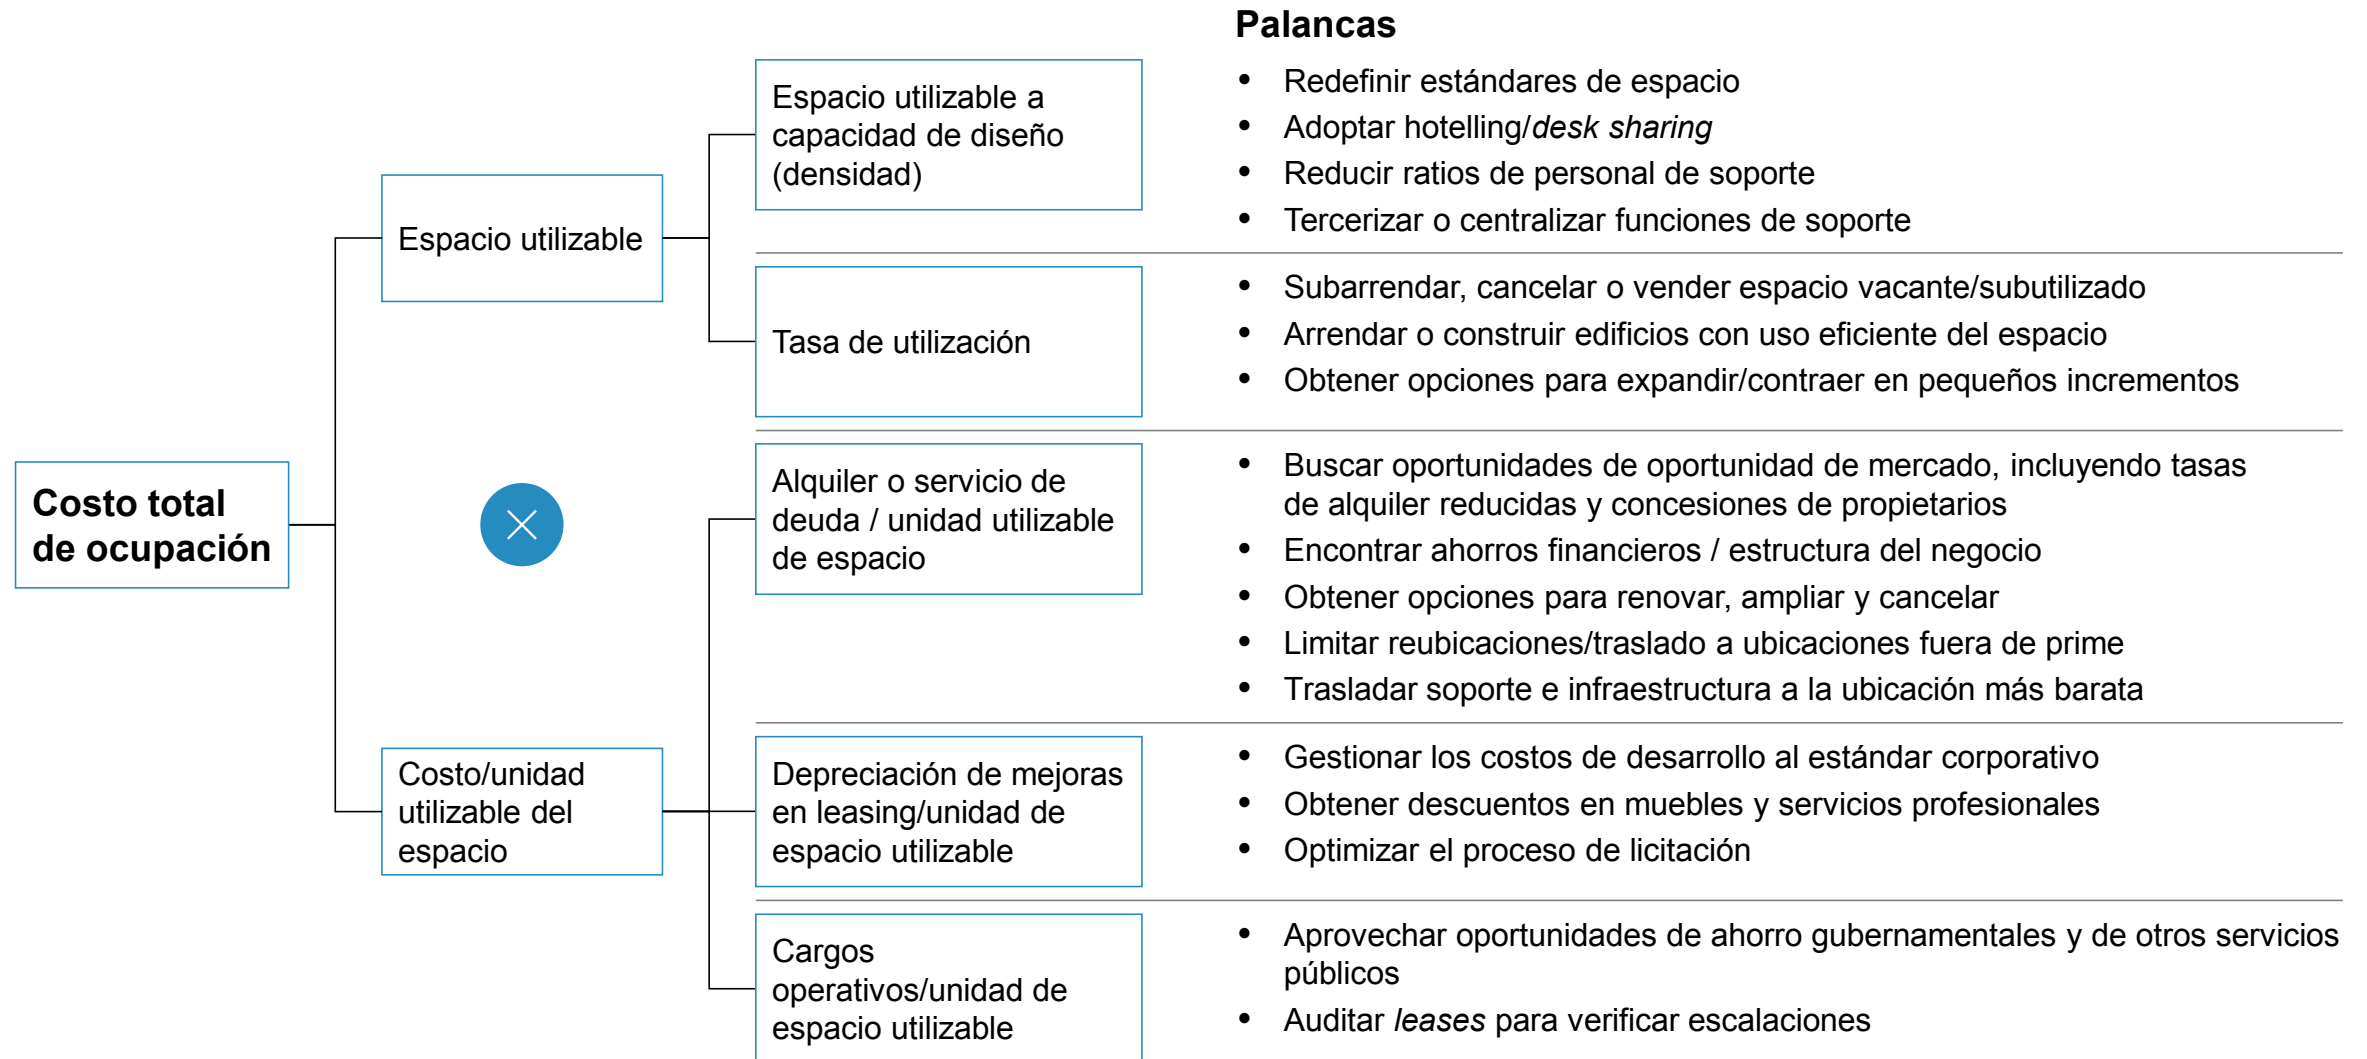 Palancas
Espacio utilizable a
capacidad de diseño
(densidad)
• Redefinir estándares de espacio
• Adoptar hotelling/desk sharing
• Reducir ratios de personal de soporte
• Tercerizar o centralizar funciones de soporte
Espacio utilizable
Tasa de utilización
• Subarrendar, cancelar o vender espacio vacante/subutilizado
• Arrendar o construir edificios con uso eficiente del espacio
• Obtener opciones para expandir/contraer en pequeños incrementos
Costo total
de ocupación
Alquiler o servicio de
deuda / unidad utilizable
de espacio
• Buscar oportunidades de oportunidad de mercado, incluyendo tasas
de alquiler reducidas y concesiones de propietarios
• Encontrar ahorros financieros / estructura del negocio
• Obtener opciones para renovar, ampliar y cancelar
• Limitar reubicaciones/traslado a ubicaciones fuera de prime
• Trasladar soporte e infraestructura a la ubicación más barata
Costo/unidad
utilizable del
espacio
Depreciación de mejoras
en leasing/unidad de
espacio utilizable
• Gestionar los costos de desarrollo al estándar corporativo
• Obtener descuentos en muebles y servicios profesionales
• Optimizar el proceso de licitación
Cargos
operativos/unidad de
espacio utilizable
• Aprovechar oportunidades de ahorro gubernamentales y de otros servicios
públicos
• Auditar leases para verificar escalaciones